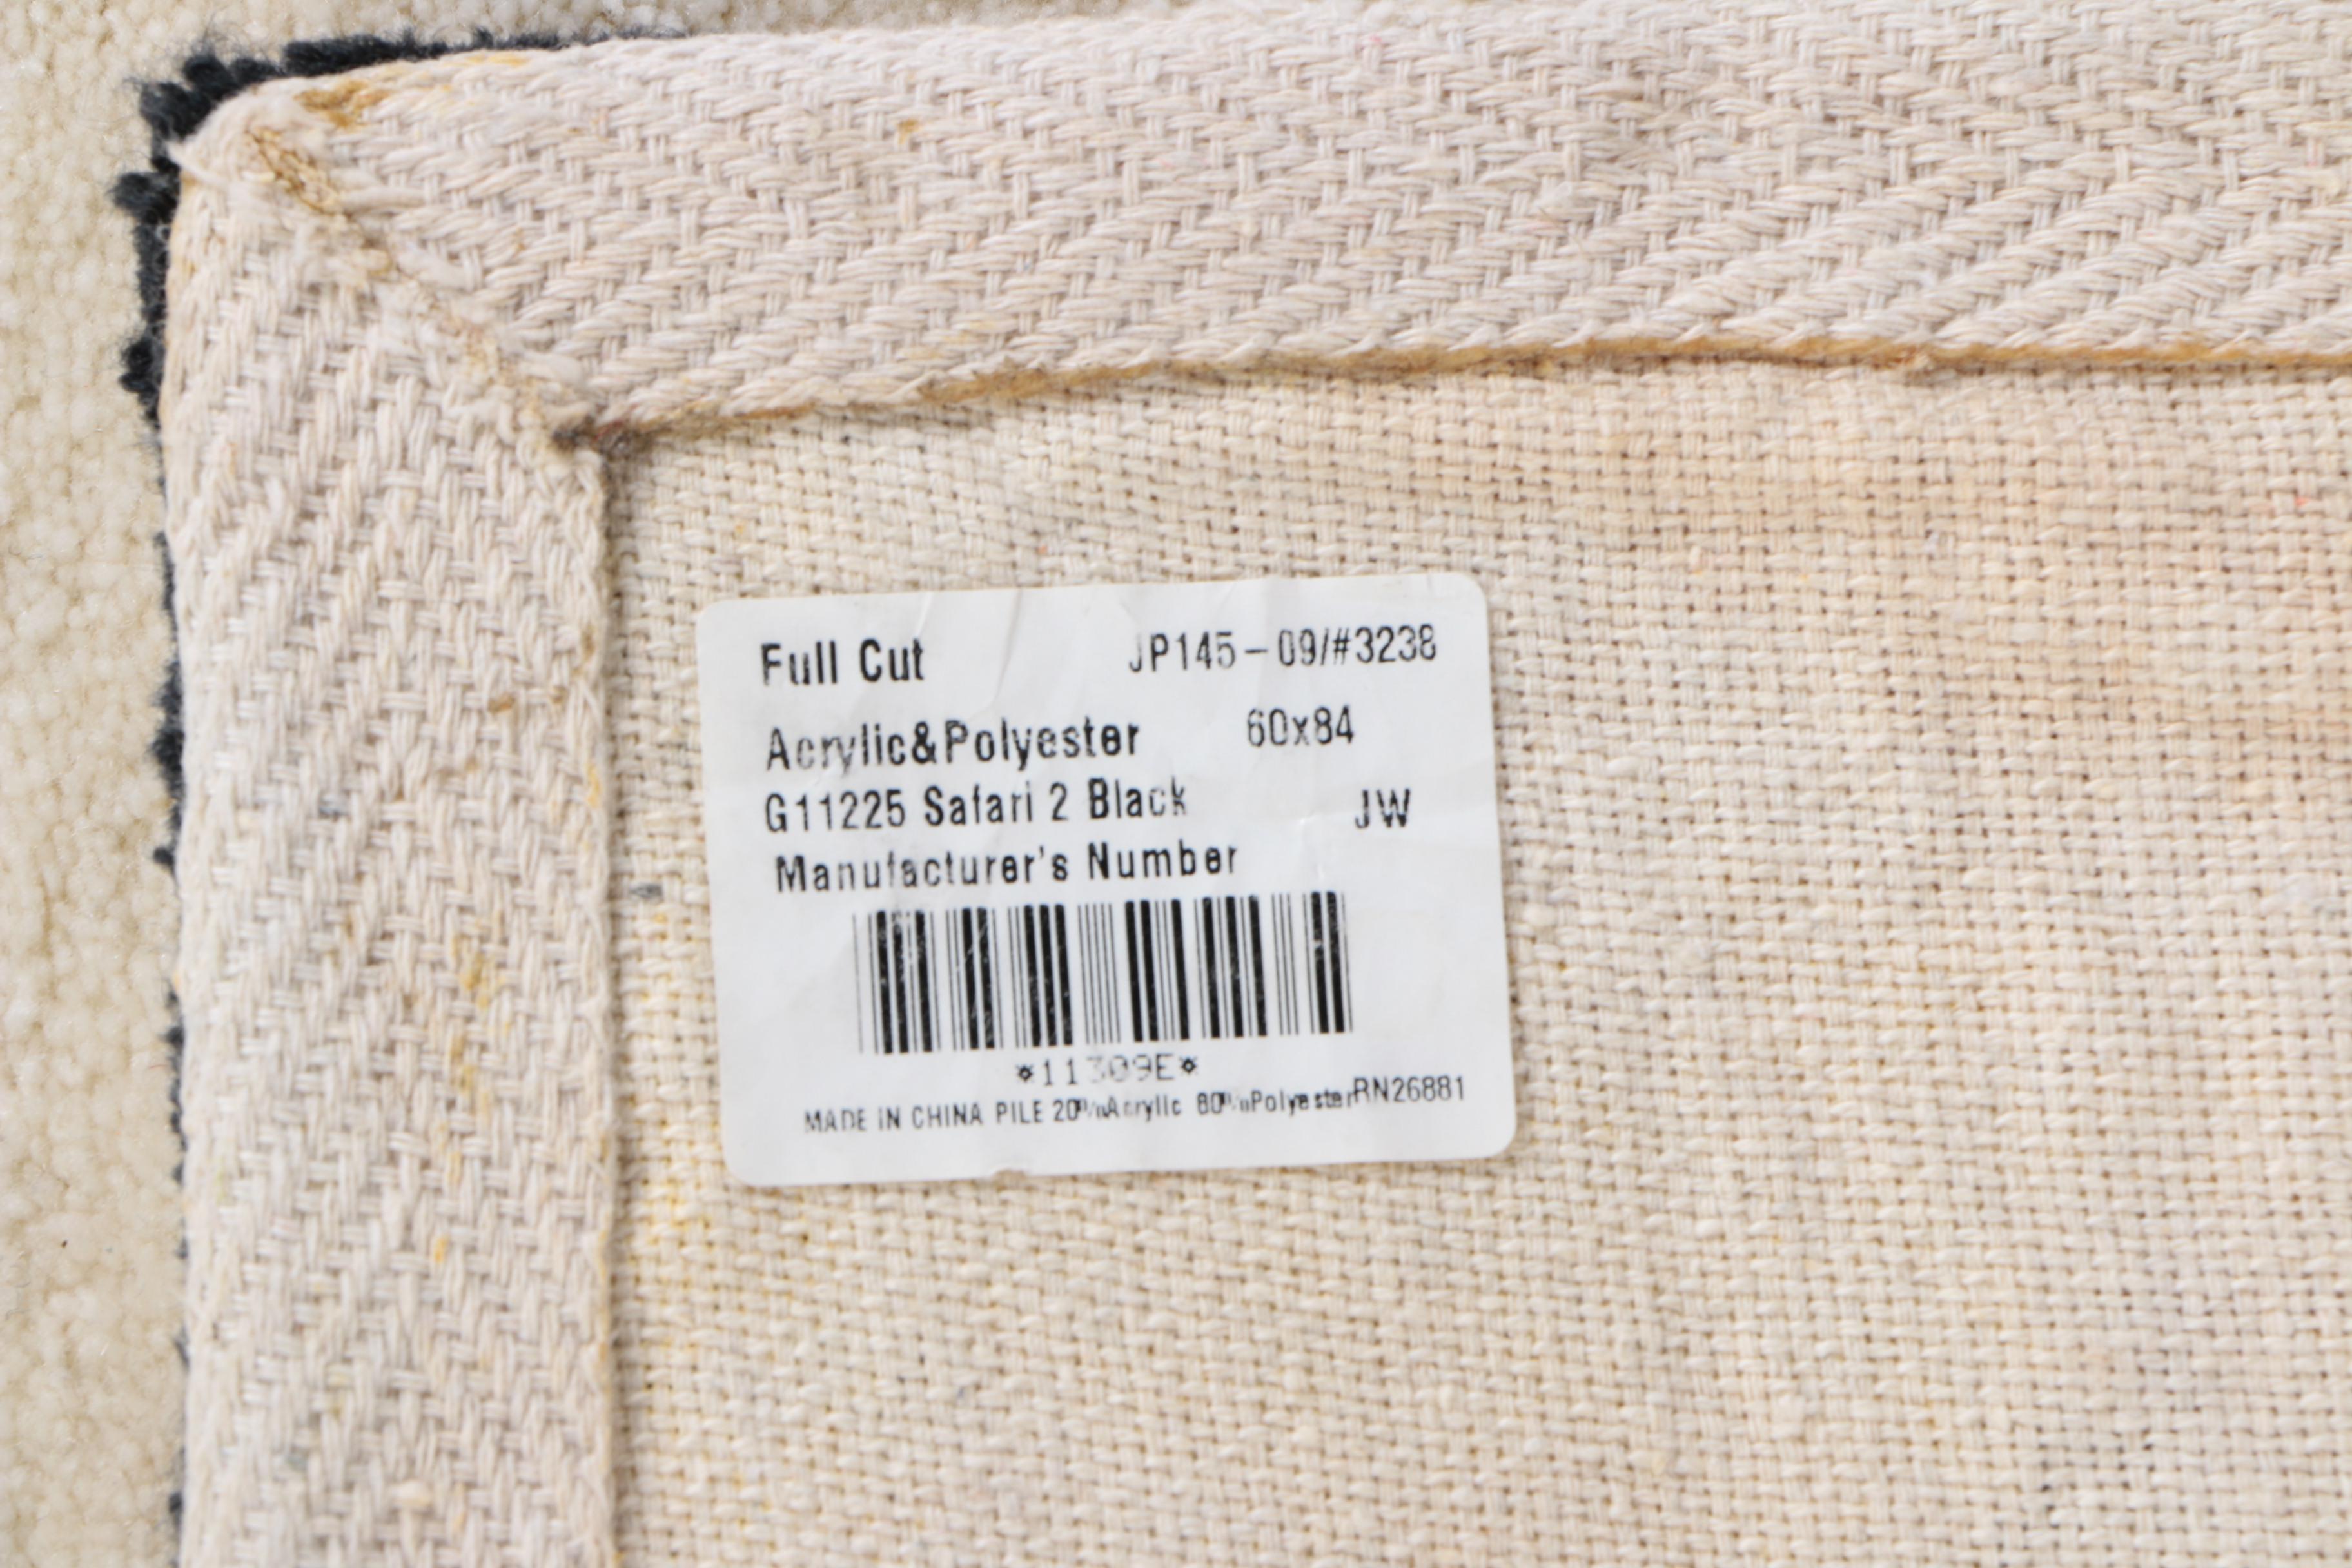 Full Cut JP145-09/#3238
Acrylic&Polyester 60x84
G11225 Safari 2 Black JW
Manufacturer's Number
*11309E*
MADE IN CHINA PILE 20%Acrylic 80%Polyester RN26881